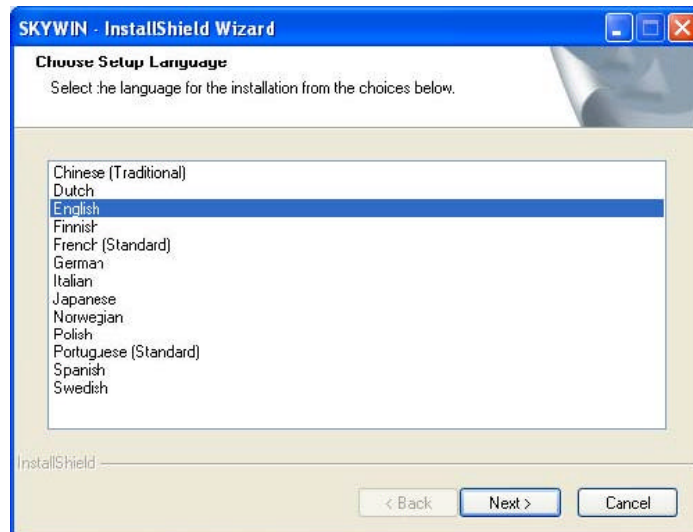 SKYWIN - InstallShield Wizard
Choose Setup Language
Select the language for the installation from the choices below.
Chinese (Traditional)
Dutch
English
Finnish
French (Standard)
German
Italian
Japanese
Norwegian
Polish
Portuguese (Standard)
Spanish
Swedish
InstallShield
< Back
Next >
Cancel